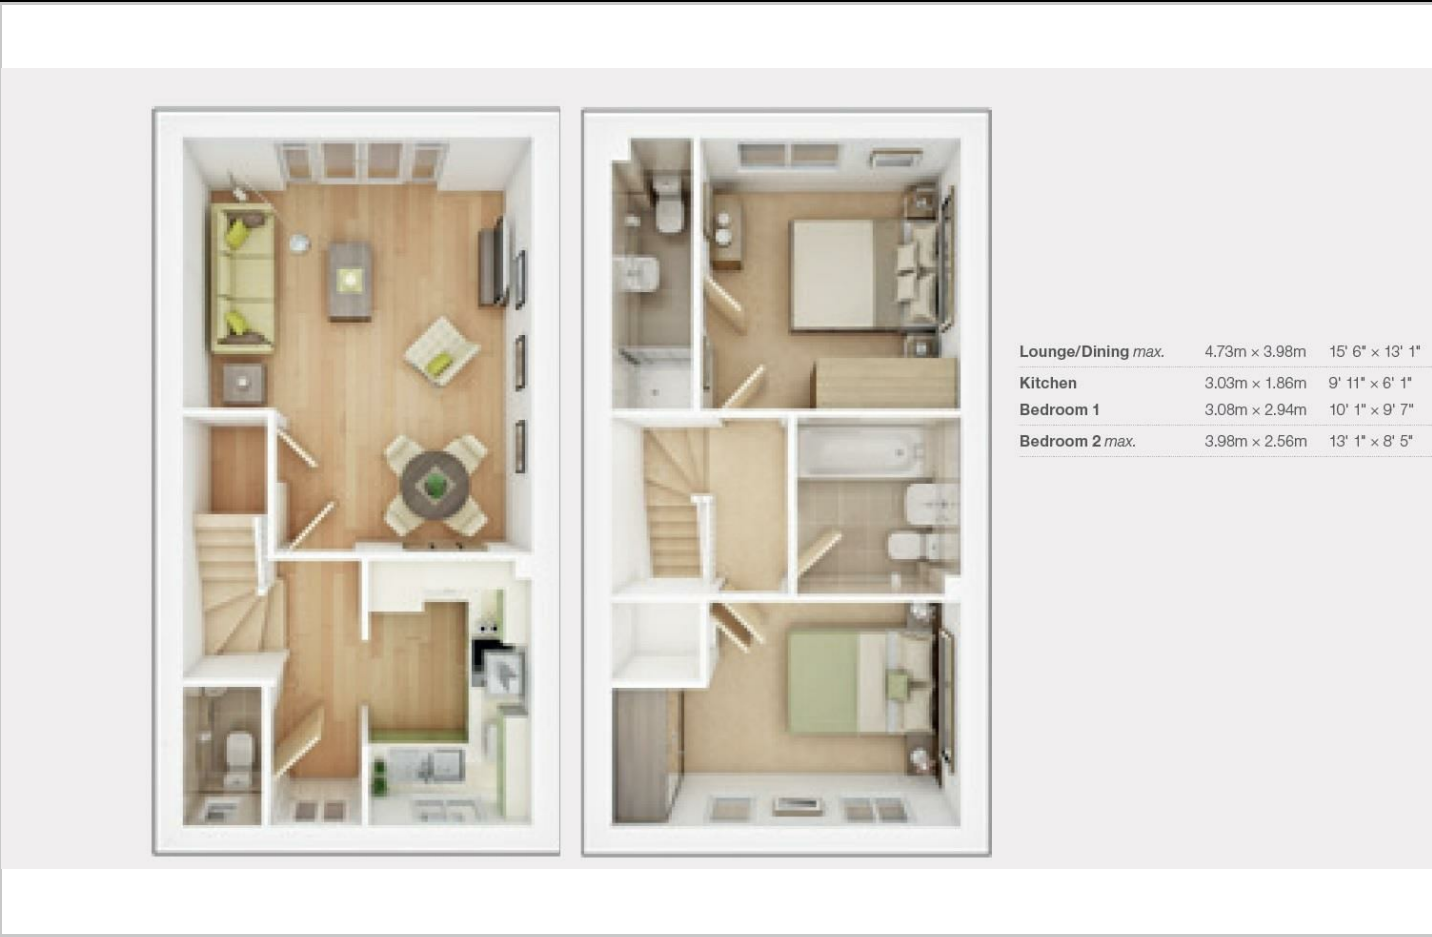 Lounge/Dining max. 4.73m × 3.98m 15' 6" × 13' 1"
Kitchen 3.03m × 1.86m 9' 11" × 6' 1"
Bedroom 1 3.08m × 2.94m 10' 1" × 9' 7"
Bedroom 2 max. 3.98m × 2.56m 13' 1" × 8' 5"